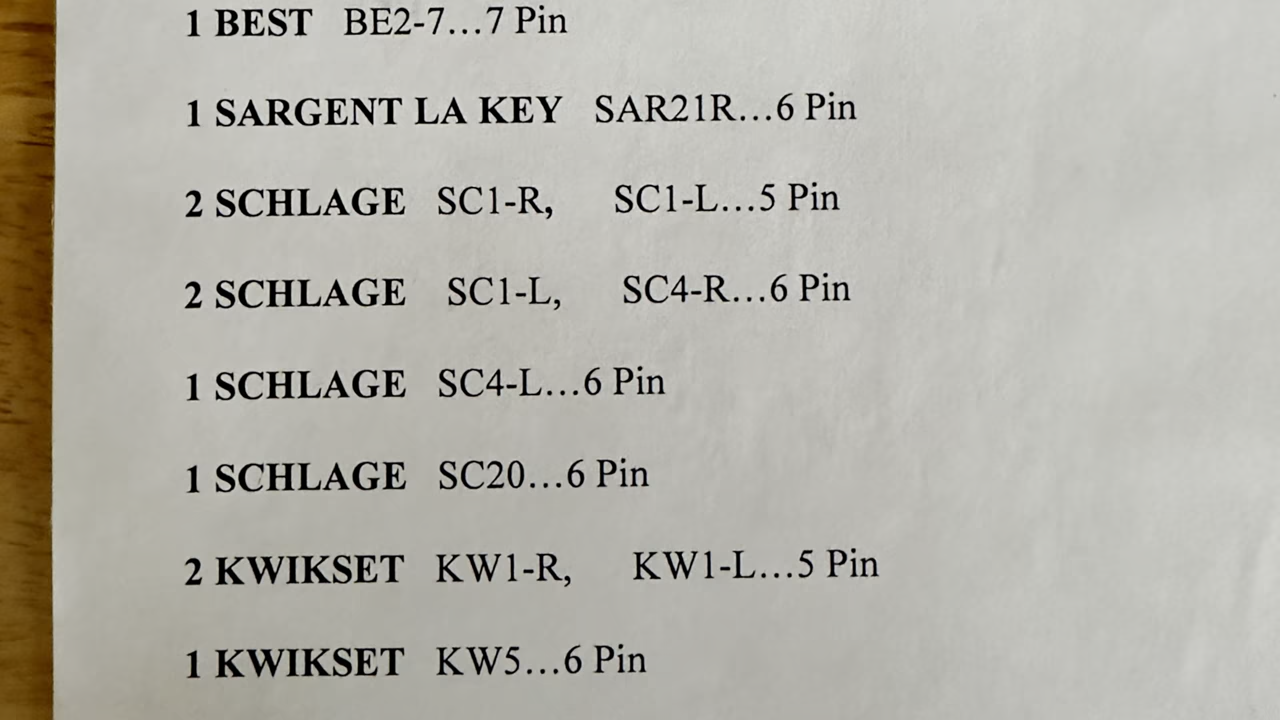 1 BEST BE2-7...7 Pin
1 SARGENT LA KEY SAR21R...6 Pin
2 SCHLAGE SC1-R, SC1-L...5 Pin
2 SCHLAGE SC1-L, SC4-R...6 Pin
1 SCHLAGE SC4-L...6 Pin
1 SCHLAGE SC20...6 Pin
2 KWIKSET KW1-R, KW1-L...5 Pin
1 KWIKSET KW5...6 Pin